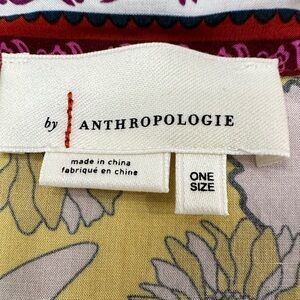 by ANTHROPOLOGIE
made in china
fabriqué en chine
ONE
SIZE